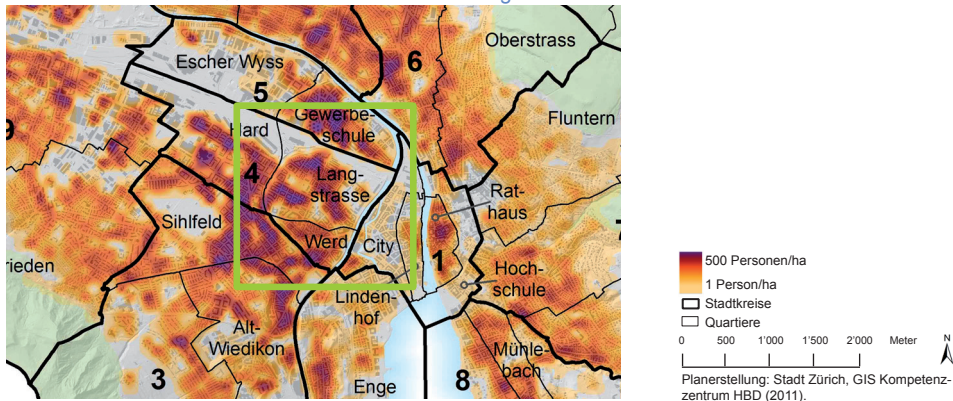 Oberstrass
6
Escher Wyss
5
Gewerbe-
schule
Fluntern
9
Hard
4
Lang-
strasse
Rat-
haus
Sihlfeld
Werd
City
1
rieden
Hoch-
schule
Linden-
hof
Alt-
Wiedikon
Mühle-
bach
3
Enge
8
500 Personen/ha
1 Person/ha
Stadtkreise
Quartiere
0 500 1'000 1'500 2'000 Meter
N
Planerstellung: Stadt Zürich, GIS Kompetenz-
zentrum HBD (2011).